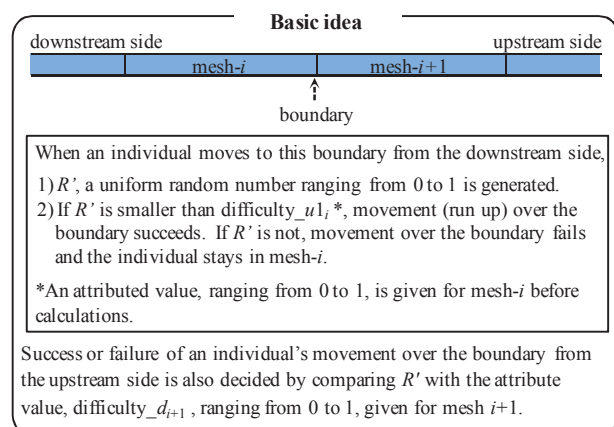 Basic idea
downstream side upstream side
mesh-i mesh-i+1
boundary
When an individual moves to this boundary from the downstream side,
1) R’, a uniform random number ranging from 0 to 1 is generated.
2) If R’ is smaller than difficulty_u1i *, movement (run up) over the
boundary succeeds. If R’ is not, movement over the boundary fails
and the individual stays in mesh-i.
*An attributed value, ranging from 0 to 1, is given for mesh-i before
calculations.
Success or failure of an individual’s movement over the boundary from
the upstream side is also decided by comparing R′ with the attribute
value, difficulty_di+1 , ranging from 0 to 1, given for mesh i+1.